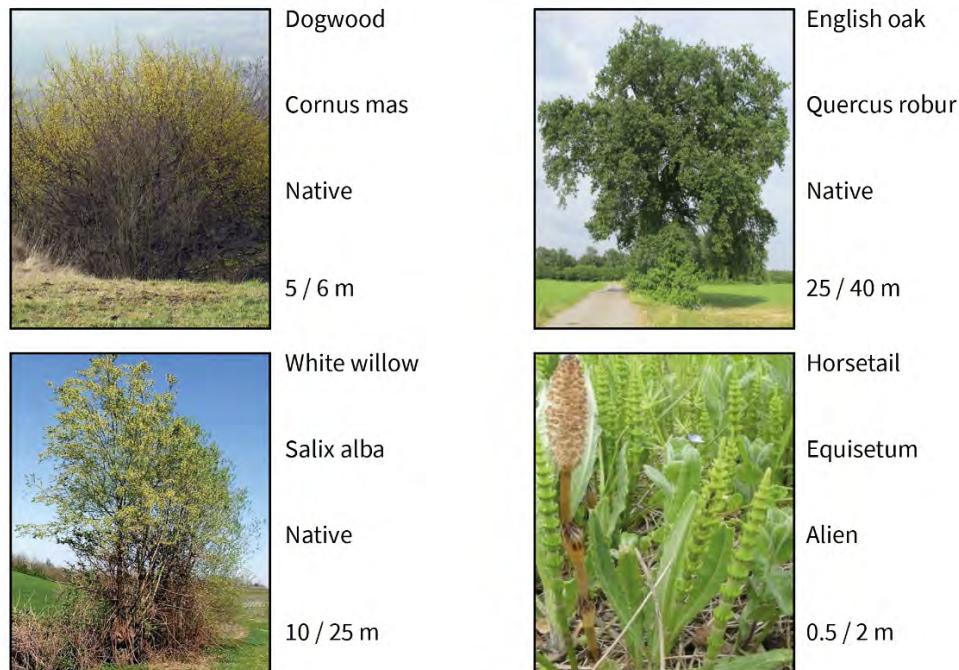 Dogwood
Cornus mas
Native
5 / 6 m
English oak
Quercus robur
Native
25 / 40 m
White willow
Salix alba
Native
10 / 25 m
Horsetail
Equisetum
Alien
0.5 / 2 m